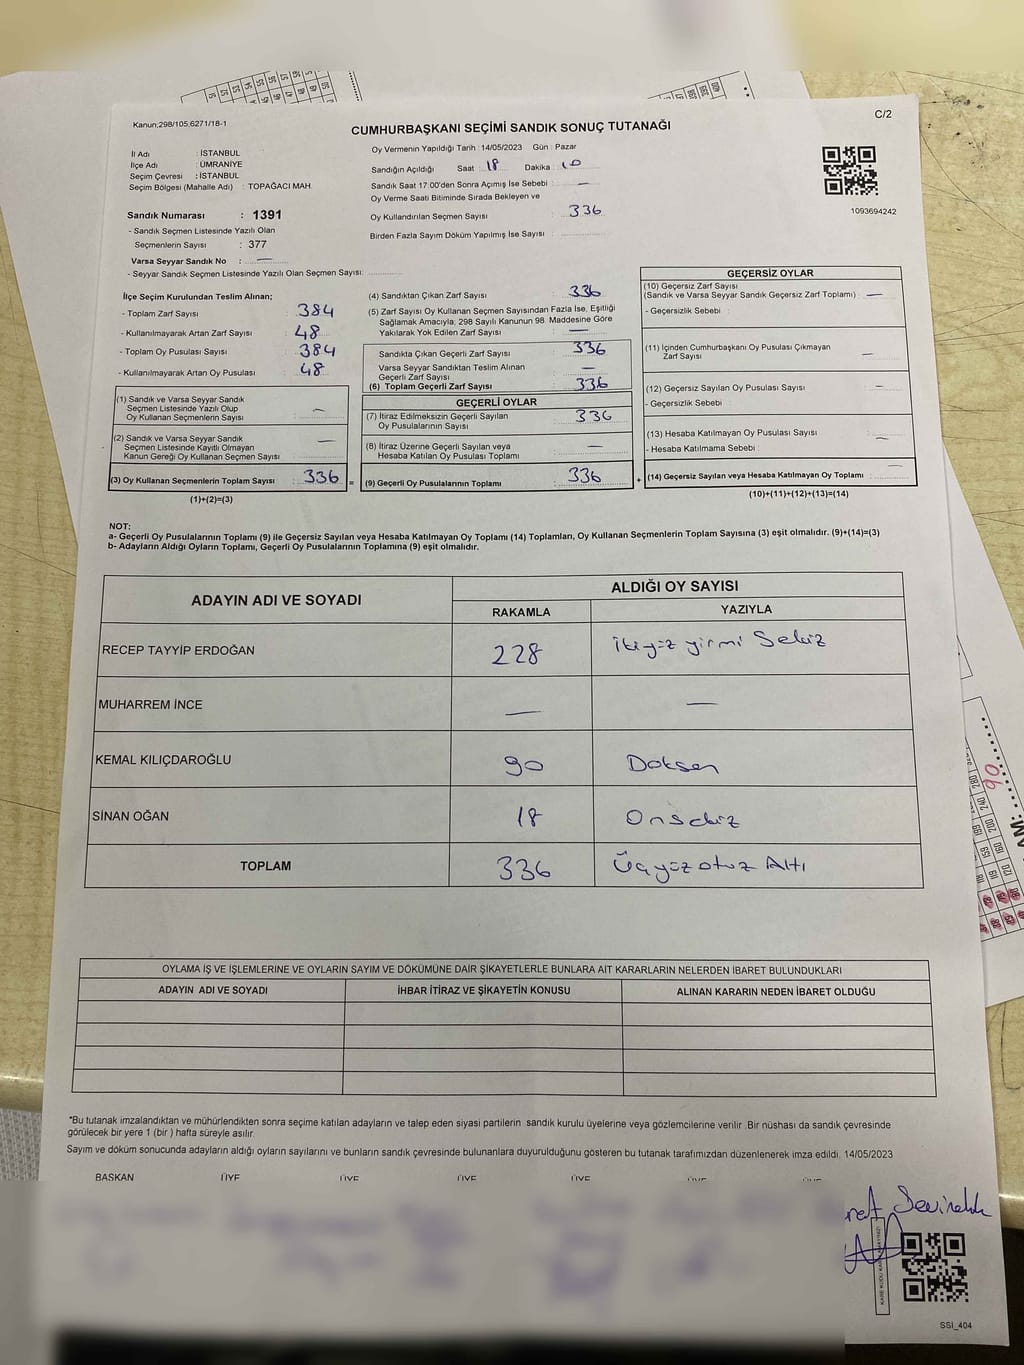 Kanun:298/105,6271/18-1
C/2
CUMHURBAŞKANI SEÇİMİ SANDIK SONUÇ TUTANAĞI
İl Adı : İSTANBUL
İlçe Adı : ÜMRANİYE
Seçim Çevresi : İSTANBUL
Seçim Bölgesi (Mahalle Adı) : TOPAĞACI MAH.
Sandık Numarası : 1391
- Sandık Seçmen Listesinde Yazılı Olan
Seçmenlerin Sayısı : 377
Varsa Seyyar Sandık No : —
- Seyyar Sandık Seçmen Listesinde Yazılı Olan Seçmen Sayısı:
Oy Vermenin Yapıldığı Tarih : 14/05/2023 Gün : Pazar
Sandığın Açıldığı Saat : 18 Dakika : 10
Sandık Saat 17:00'den Sonra Açımış İse Sebebi : —
Oy Verme Saati Bitiminde Sırada Bekleyen ve
Oy Kullandırılan Seçmen Sayısı : 336
Birden Fazla Sayım Döküm Yapılmış İse Sayısı :
1093694242
İlçe Seçim Kurulundan Teslim Alınan;
- Toplam Zarf Sayısı : 384
- Kullanılmayarak Artan Zarf Sayısı : 48
- Toplam Oy Pusulası Sayısı : 384
- Kullanılmayarak Artan Oy Pusulası : 48
(1) Sandık ve Varsa Seyyar Sandık
Seçmen Listesinde Yazılı Olup
Oy Kullanan Seçmenlerin Sayısı : —
(2) Sandık ve Varsa Seyyar Sandık
Seçmen Listesinde Kayıtlı Olmayan
Kanun Gereği Oy Kullanan Seçmen Sayısı : —
(3) Oy Kullanan Seçmenlerin Toplam Sayısı : 336 =
(1)+(2)=(3)
(4) Sandıktan Çıkan Zarf Sayısı : 336
(5) Zarf Sayısı Oy Kullanan Seçmen Sayısından Fazla İse, Eşitliği
Sağlamak Amacıyla, 298 Sayılı Kanunun 98. Maddesine Göre
Yakılarak Yok Edilen Zarf Sayısı : —
Sandıkta Çıkan Geçerli Zarf Sayısı : 336
Varsa Seyyar Sandıktan Teslim Alınan
Geçerli Zarf Sayısı : —
(6) Toplam Geçerli Zarf Sayısı : 336
GEÇERLİ OYLAR
(7) İtiraz Edilmeksizin Geçerli Sayılan
Oy Pusulalarının Sayısı : 336
(8) İtiraz Üzerine Geçerli Sayılan veya
Hesaba Katılan Oy Pusulası Toplamı : —
(9) Geçerli Oy Pusulalarının Toplamı : 336 +
GEÇERSİZ OYLAR
(10) Geçersiz Zarf Sayısı
(Sandık ve Varsa Seyyar Sandık Geçersiz Zarf Toplamı) : —
- Geçersizlik Sebebi :
(11) İçinden Cumhurbaşkanı Oy Pusulası Çıkmayan
Zarf Sayısı : —
(12) Geçersiz Sayılan Oy Pusulası Sayısı : —
- Geçersizlik Sebebi :
(13) Hesaba Katılmayan Oy Pusulası Sayısı : —
- Hesaba Katılmama Sebebi :
(14) Geçersiz Sayılan veya Hesaba Katılmayan Oy Toplamı : —
(10)+(11)+(12)+(13)=(14)
NOT:
a- Geçerli Oy Pusulalarının Toplamı (9) ile Geçersiz Sayılan veya Hesaba Katılmayan Oy Toplamı (14) Toplamları, Oy Kullanan Seçmenlerin Toplam Sayısına (3) eşit olmalıdır. (9)+(14)=(3)
b- Adayların Aldığı Oyların Toplamı, Geçerli Oy Pusulalarının Toplamına (9) eşit olmalıdır.
ADAYIN ADI VE SOYADI ALDIĞI OY SAYISI
RAKAMLA YAZIYLA
RECEP TAYYİP ERDOĞAN 228 İkiyüz yirmi Sekiz
MUHARREM İNCE — —
KEMAL KILIÇDAROĞLU 90 Doksan
SİNAN OĞAN 18 Onsekiz
TOPLAM 336 Üçyüz otuz Altı
OYLAMA İŞ VE İŞLEMLERİNE VE OYLARIN SAYIM VE DÖKÜMÜNE DAİR ŞİKAYETLERLE BUNLARA AİT KARARLARIN NELERDEN İBARET BULUNDUKLARI
ADAYIN ADI VE SOYADI İHBAR İTİRAZ VE ŞİKAYETİN KONUSU ALINAN KARARIN NEDEN İBARET OLDUĞU
*Bu tutanak imzalandıktan ve mühürlendikten sonra seçime katılan adayların ve talep eden siyasi partilerin sandık kurulu üyelerine veya gözlemcilerine verilir .Bir nüshası da sandık çevresinde
görülecek bir yere 1 (bir ) hafta süreyle asılır.
Sayım ve döküm sonucunda adayların aldığı oyların sayılarını ve bunların sandık çevresinde bulunanlara duyurulduğunu gösteren bu tutanak tarafımızdan düzenlenerek imza edildi. 14/05/2023
BAŞKAN ÜYE ÜYE ÜYE ÜYE
SSİ_404
90